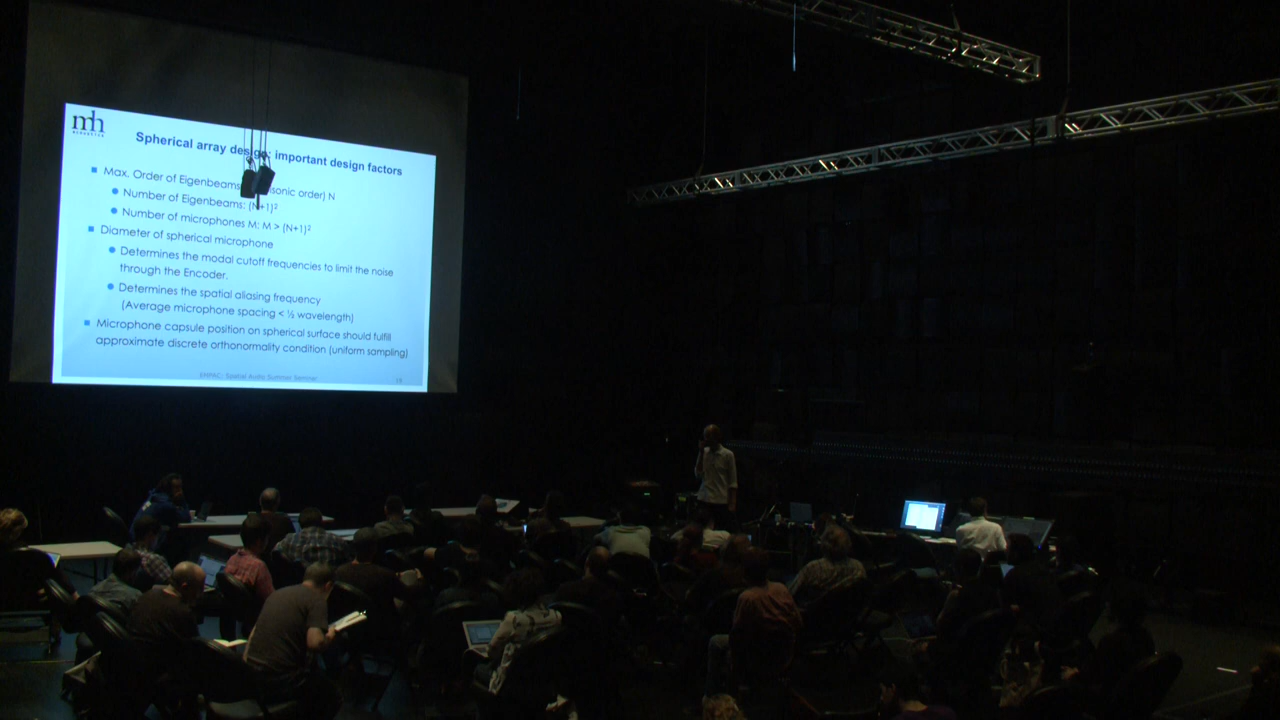 mh
Spherical array design: important design factors
Max. Order of Eigenbeams sonic order) N
Number of Eigenbeams: (N+1)²
Number of microphones M: M > (N+1)²
Diameter of spherical microphone
Determines the modal cutoff frequencies to limit the noise
through the Encoder.
Determines the spatial aliasing frequency
(Average microphone spacing < ½ wavelength)
Microphone capsule position on spherical surface should fulfill
approximate discrete orthonormality condition (uniform sampling)
EMPAC: Spatial Audio Summer Seminar